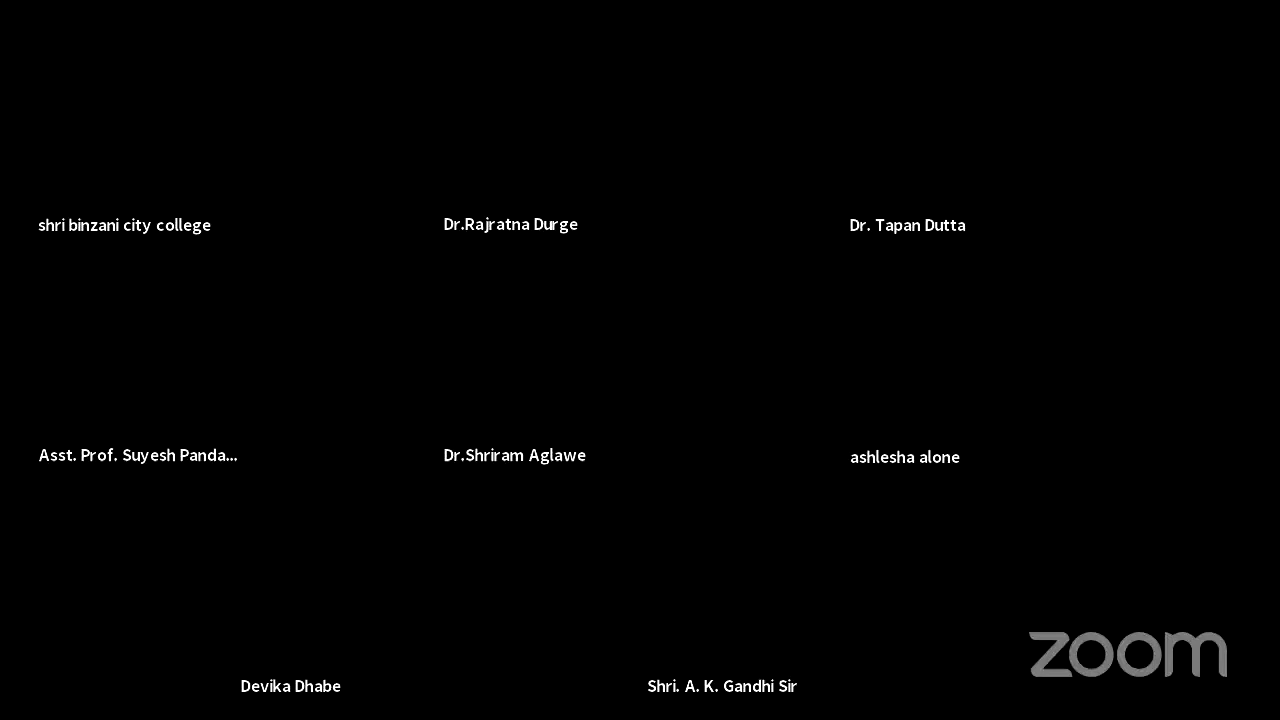 shri binzani city college
Dr.Rajratna Durge
Dr. Tapan Dutta
Asst. Prof. Suyesh Panda...
Dr.Shriram Aglawe
ashlesha alone
Devika Dhabe
Shri. A. K. Gandhi Sir
zoom